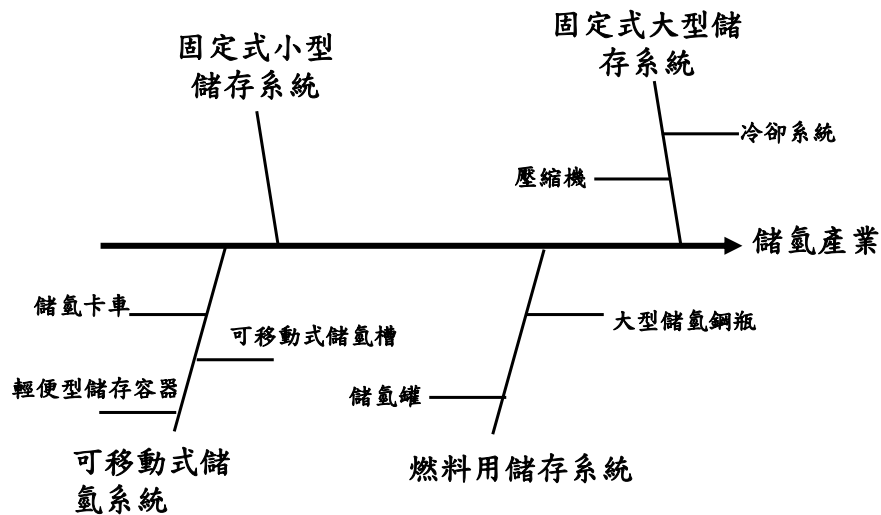 固定式小型
儲存系統
固定式大型儲
存系統
冷卻系統
壓縮機
儲氫產業
儲氫卡車
可移動式儲氫槽
大型儲氫鋼瓶
輕便型儲存容器
儲氫罐
可移動式儲
氫系統
燃料用儲存系統